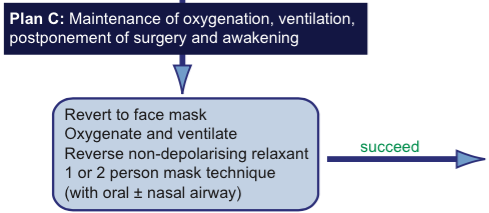 Plan C: Maintenance of oxygenation, ventilation,
postponement of surgery and awakening
Revert to face mask
Oxygenate and ventilate
Reverse non-depolarising relaxant
1 or 2 person mask technique
(with oral ± nasal airway)
succeed